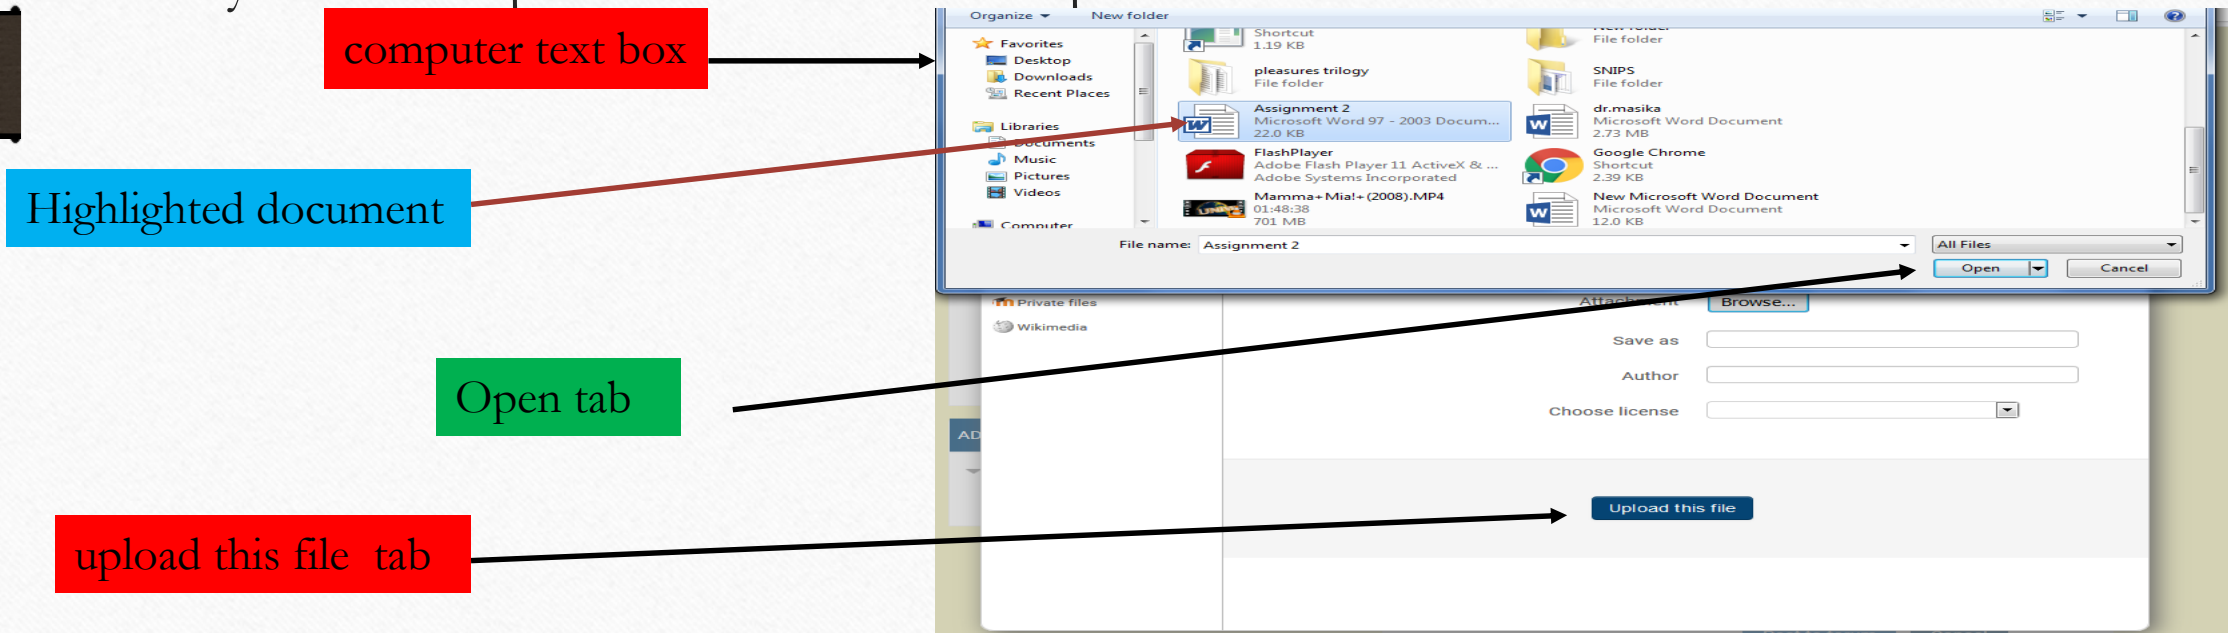 Organize New folder
computer text box
Favorites
Desktop
Downloads
Recent Places
Libraries
Documents
Music
Pictures
Videos
Computer
Shortcut
1.19 KB
New folder
File folder
pleasures trilogy
File folder
SNIPS
File folder
Assignment 2
Microsoft Word 97 - 2003 Docum...
22.0 KB
dr.masika
Microsoft Word Document
2.73 MB
FlashPlayer
Adobe Flash Player 11 ActiveX & ...
Adobe Systems Incorporated
Google Chrome
Shortcut
2.39 KB
Mamma+Mia!+(2008).MP4
01:48:38
701 MB
New Microsoft Word Document
Microsoft Word Document
12.0 KB
Highlighted document
File name: Assignment 2 All Files
Open Cancel
Private files
Wikimedia
Attachment Browse...
Save as
Author
Choose license
Open tab
AD
Upload this file
upload this file tab